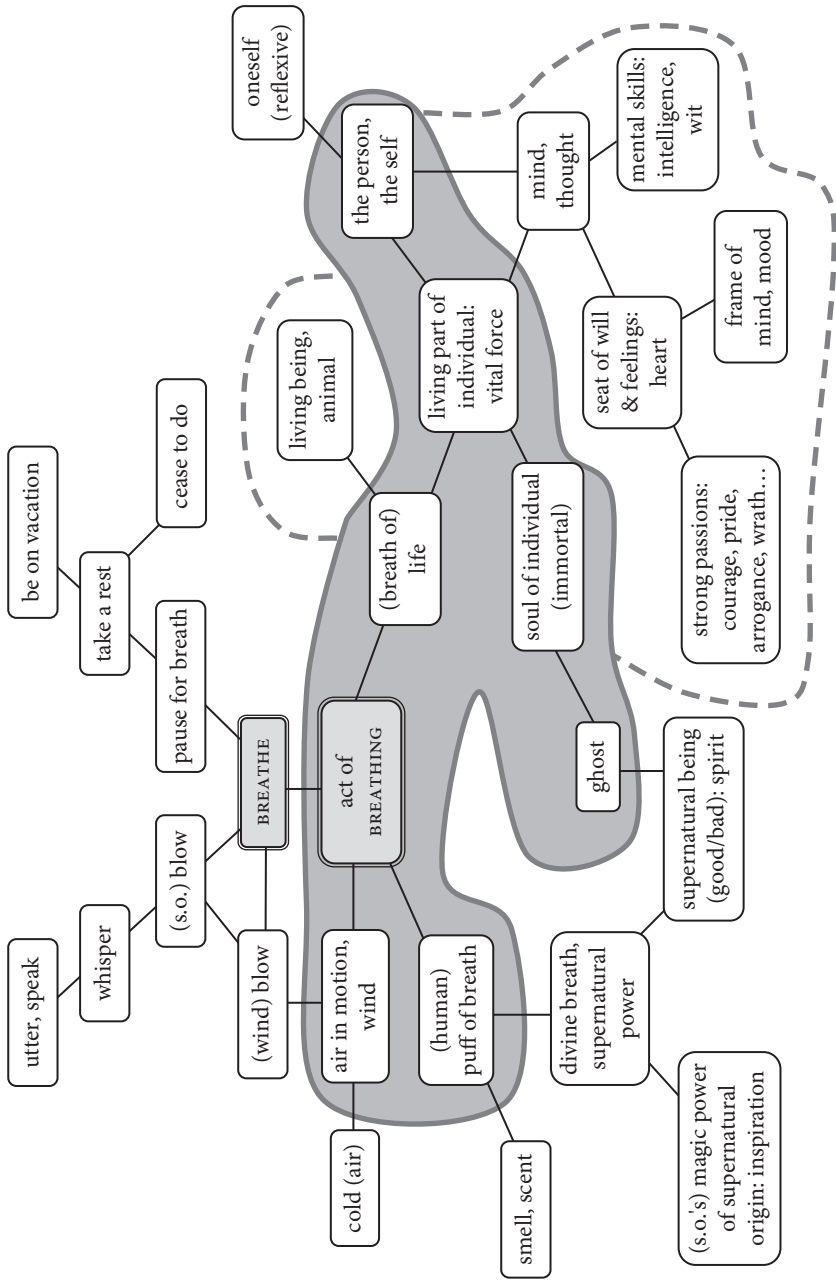 utter, speak
be on vacation
whisper
take a rest
(s.o.) blow
pause for breath
cease to do
(wind) blow
BREATHE
oneself
(reflexive)
living being,
animal
cold (air)
air in motion,
wind
act of
BREATHING
the person,
the self
(breath of)
life
(human)
puff of breath
living part of
individual:
vital force
smell, scent
soul of individual
(immortal)
mind,
thought
divine breath,
supernatural
power
ghost
seat of will
& feelings:
heart
mental skills:
intelligence,
wit
supernatural being
(good/bad): spirit
(s.o.'s) magic power
of supernatural
origin: inspiration
strong passions:
courage, pride,
arrogance, wrath…
frame of
mind, mood